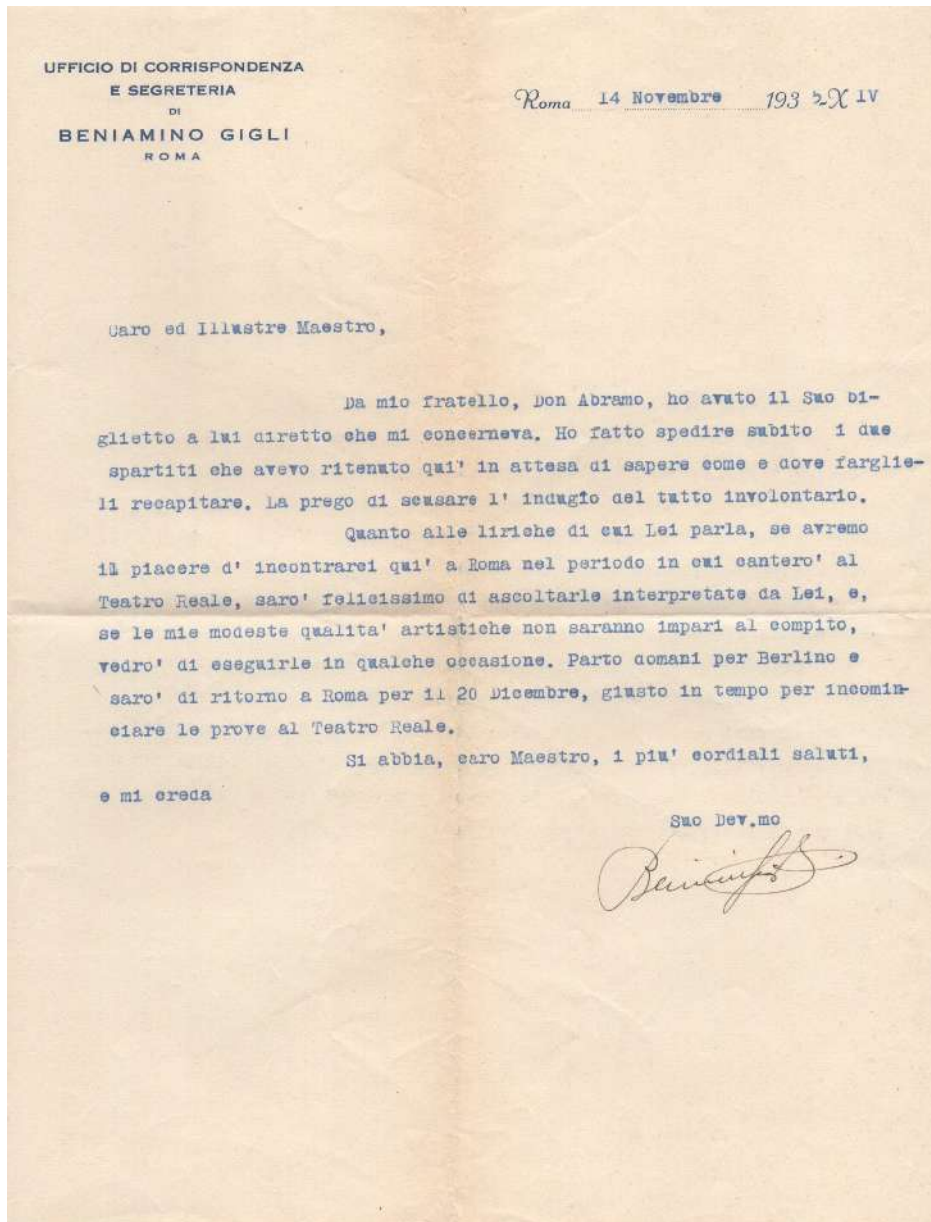 UFFICIO DI CORRISPONDENZA
E SEGRETERIA
DI
BENIAMINO GIGLI
ROMA
Roma 14 Novembre 1935 XIV
Caro ed Illustre Maestro,
Da mio fratello, Don Abramo, ho avuto il Suo bi-
glietto a lui diretto che mi concerneva. Ho fatto spedire subito i due
spartiti che avevo ritenuto qui' in attesa di sapere come e dove farglie-
li recapitare. La prego di scusare l' indugio del tutto involontario.
Quanto alle liriche di cui Lei parla, se avremo
il piacere d' incontrarci qui' a Roma nel periodo in cui cantero' al
Teatro Reale, saro' felicissimo di ascoltarle interpretate da Lei, e,
se le mie modeste qualita' artistiche non saranno impari al compito,
vedro' di eseguirle in qualche occasione. Parto domani per Berlino e
saro' di ritorno a Roma per il 20 Dicembre, giusto in tempo per incomin-
ciare le prove al Teatro Reale.
Si abbia, caro Maestro, i piu' cordiali saluti,
e mi creda
Suo Dev.mo